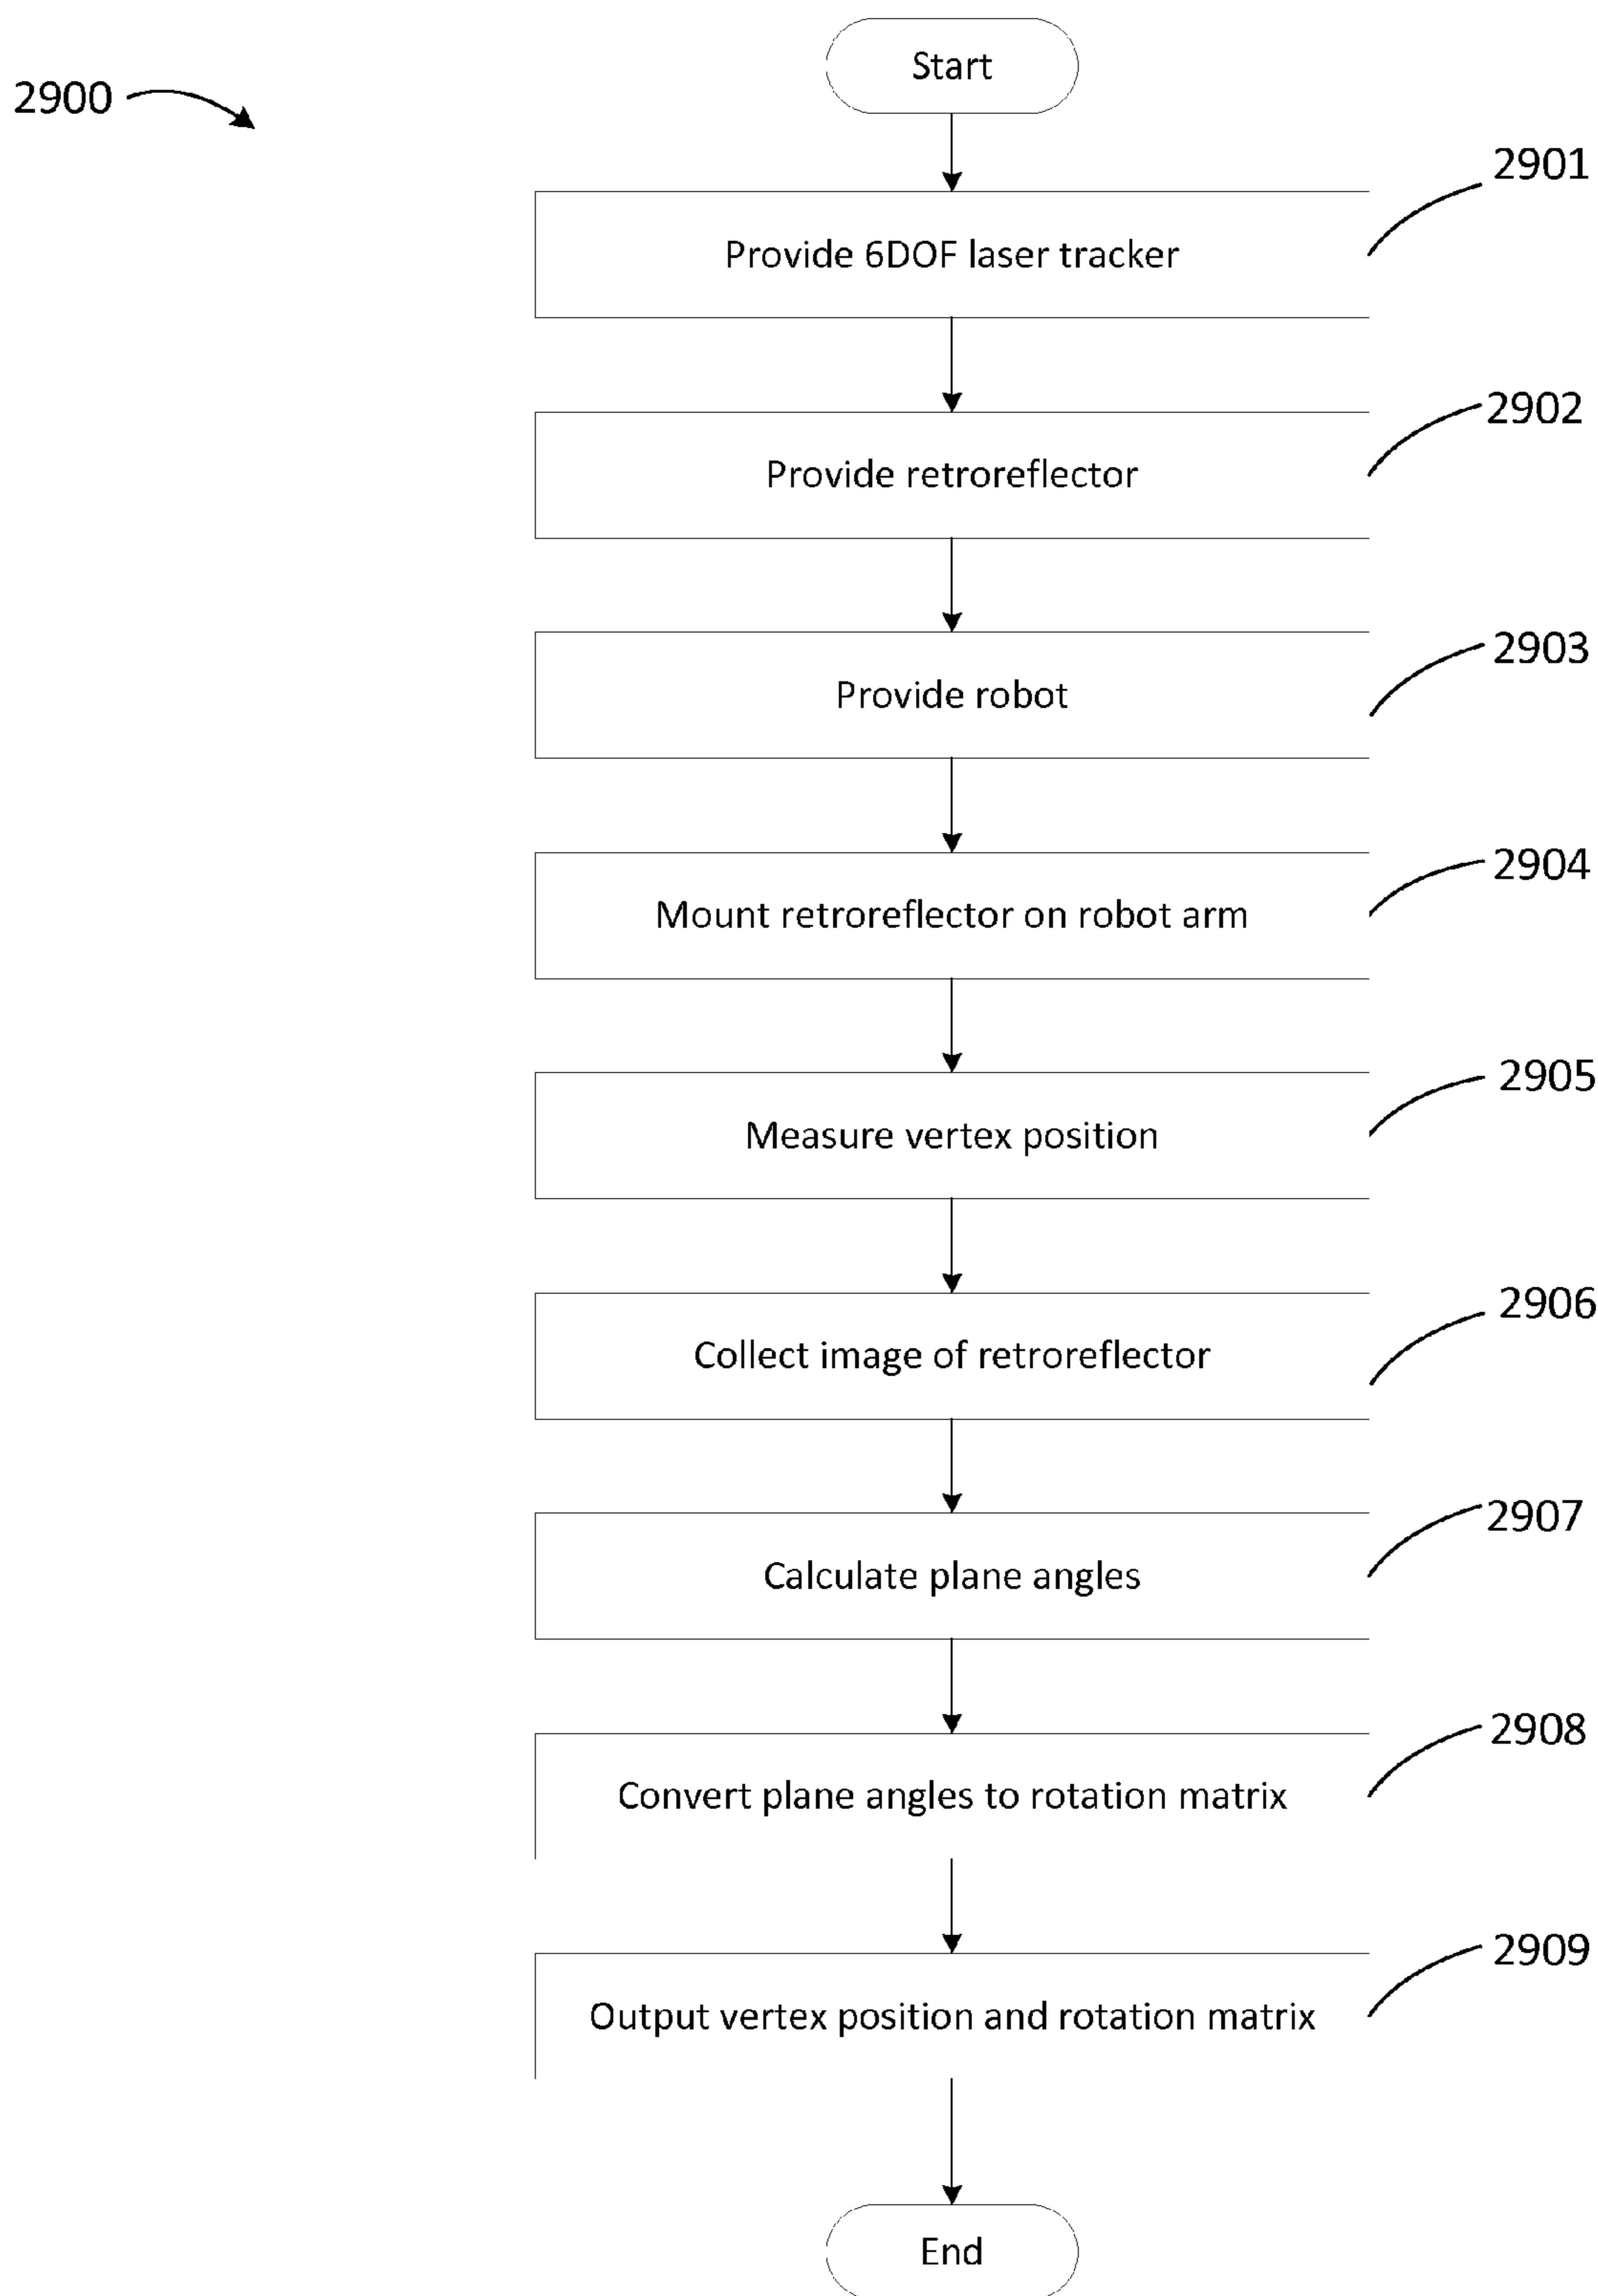 Start
2900
2901
Provide 6DOF laser tracker
2902
Provide retroreflector
2903
Provide robot
2904
Mount retroreflector on robot arm
2905
Measure vertex position
2906
Collect image of retroreflector
2907
Calculate plane angles
2908
Convert plane angles to rotation matrix
2909
Output vertex position and rotation matrix
End